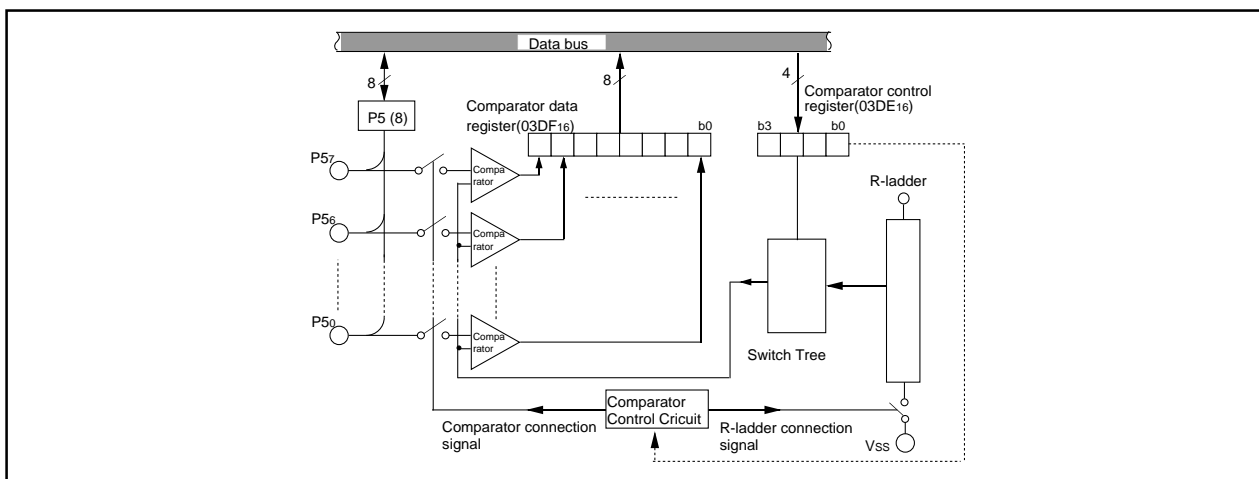 Data bus
8
8
4
Comparator control
register(03DE16)
Comparator data
register(03DF16)
P5 (8)
b0
b3
b0
P57
Compa
rator
R-ladder
P56
Compa
rator
P50
Compa
rator
Switch Tree
Comparator
Control Cricuit
Comparator connection
signal
R-ladder connection
signal
VSS